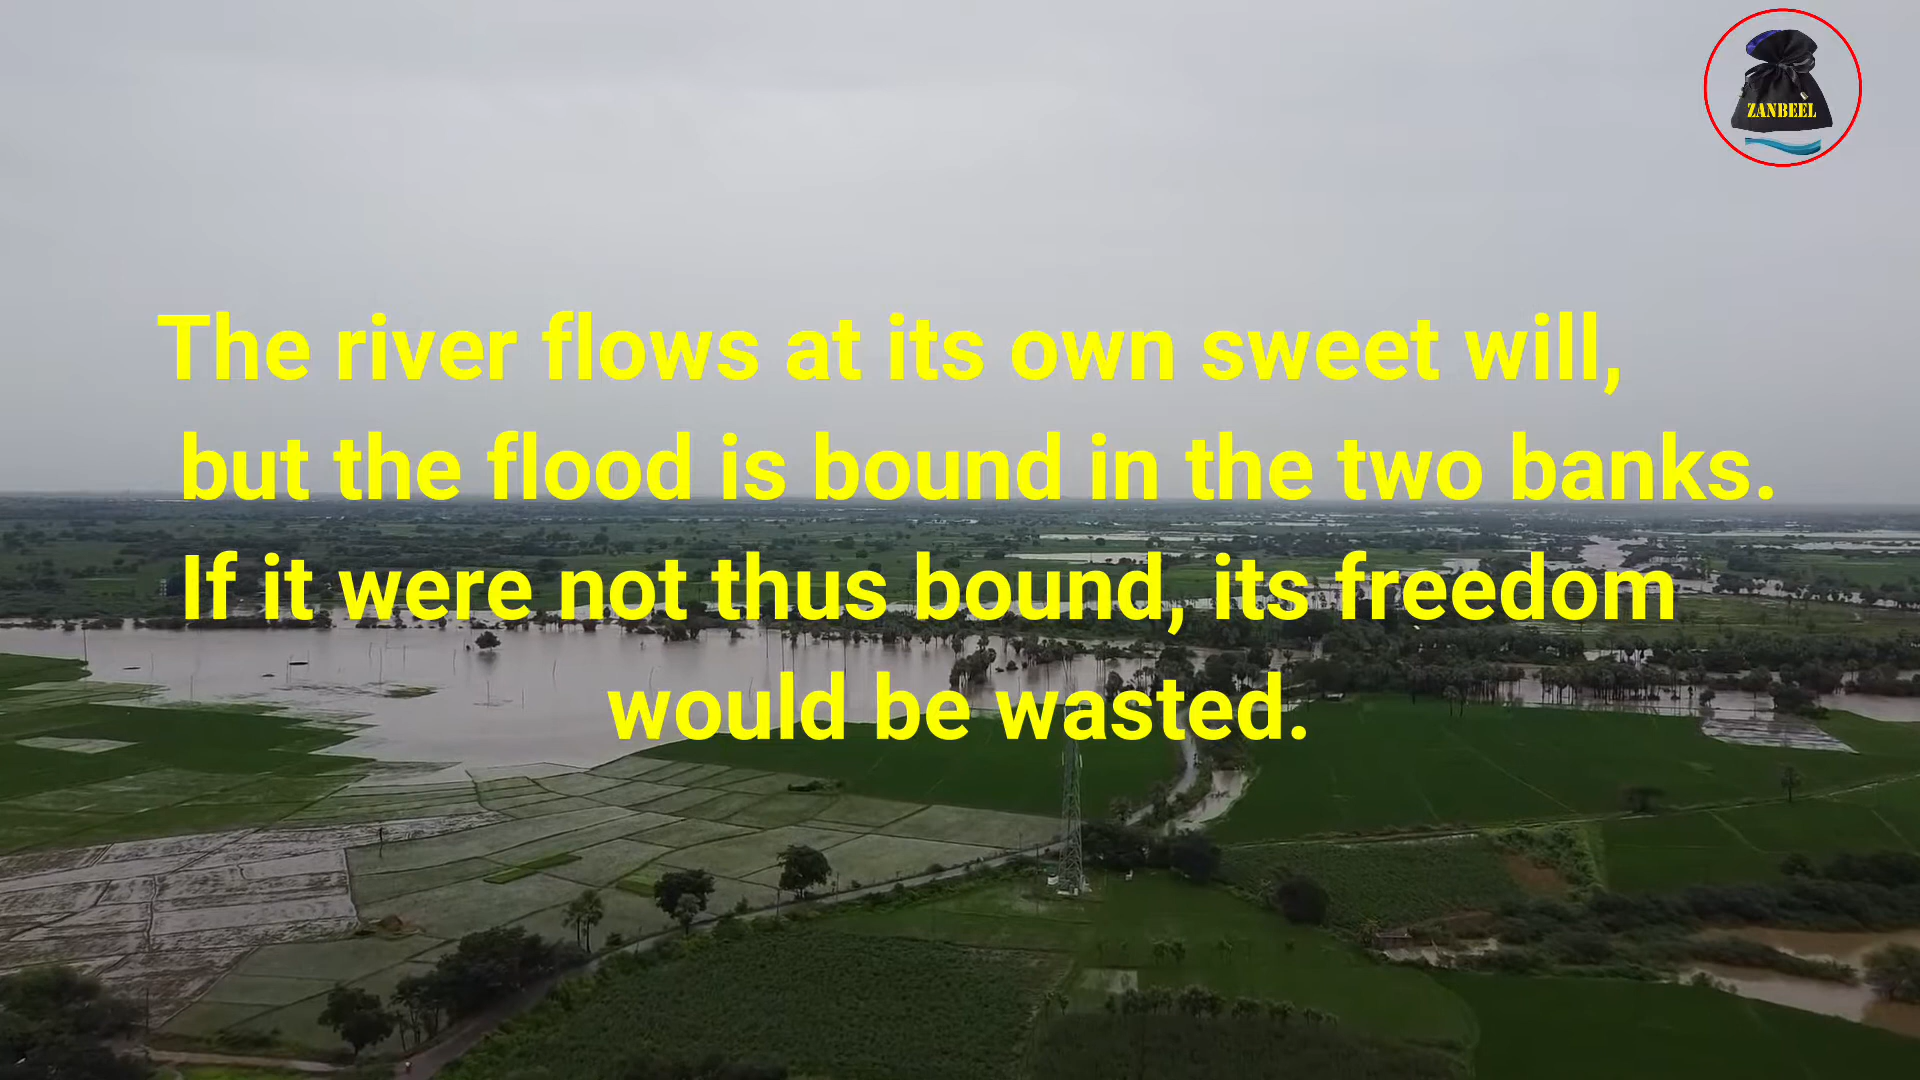 ZANBEEL
The river flows at its own sweet will,
but the flood is bound in the two banks.
If it were not thus bound, its freedom
would be wasted.